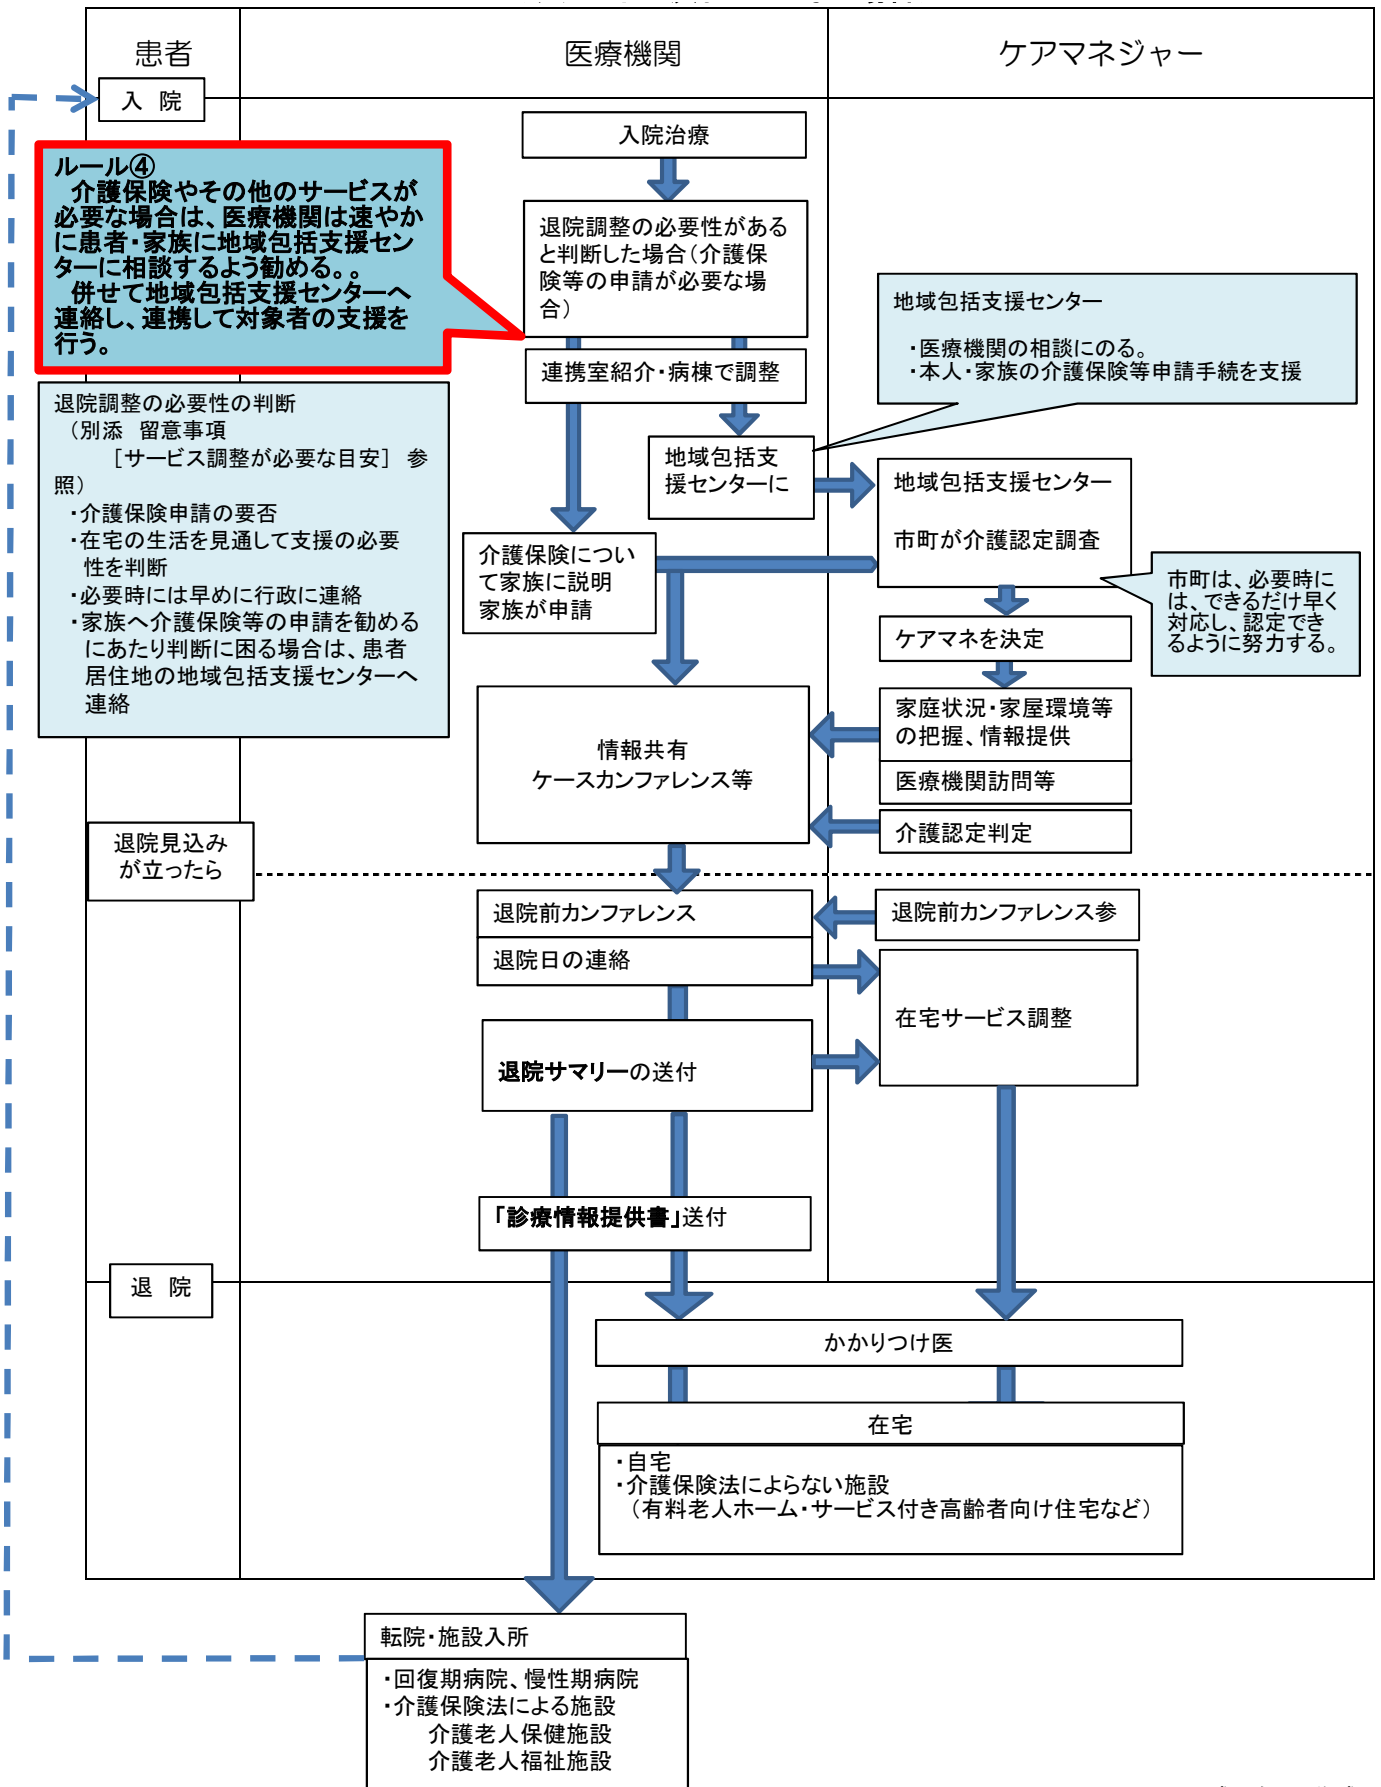 患者
医療機関
ケアマネジャー
入 院
入院治療
ルール④
介護保険やその他のサービスが
必要な場合は、医療機関は速やか
に患者・家族に地域包括支援セン
ターに相談するよう勧める。。
併せて地域包括支援センターへ
連絡し、連携して対象者の支援を
行う。
退院調整の必要性がある
と判断した場合（介護保
険等の申請が必要な場
合）
地域包括支援センター
・医療機関の相談にのる。
・本人・家族の介護保険等申請手続を支援
連携室紹介・病棟で調整
退院調整の必要性の判断
（別添 留意事項
［サービス調整が必要な目安］ 参
照）
・介護保険申請の要否
・在宅の生活を見通して支援の必要
性を判断
・必要時には早めに行政に連絡
・家族へ介護保険等の申請を勧める
にあたり判断に困る場合は、患者
居住地の地域包括支援センターへ
連絡
地域包括支
援センターに
地域包括支援センター
市町が介護認定調査
介護保険につい
て家族に説明
家族が申請
市町は、必要時に
は、できるだけ早く
対応し、認定でき
るように努力する。
ケアマネを決定
家庭状況・家屋環境等
の把握、情報提供
医療機関訪問等
情報共有
ケースカンファレンス等
介護認定判定
退院見込み
が立ったら
退院前カンファレンス
退院前カンファレンス参
退院日の連絡
在宅サービス調整
退院サマリーの送付
「診療情報提供書」送付
退 院
かかりつけ医
在宅
・自宅
・介護保険法によらない施設
（有料老人ホーム・サービス付き高齢者向け住宅など）
転院・施設入所
・回復期病院、慢性期病院
・介護保険法による施設
介護老人保健施設
介護老人福祉施設